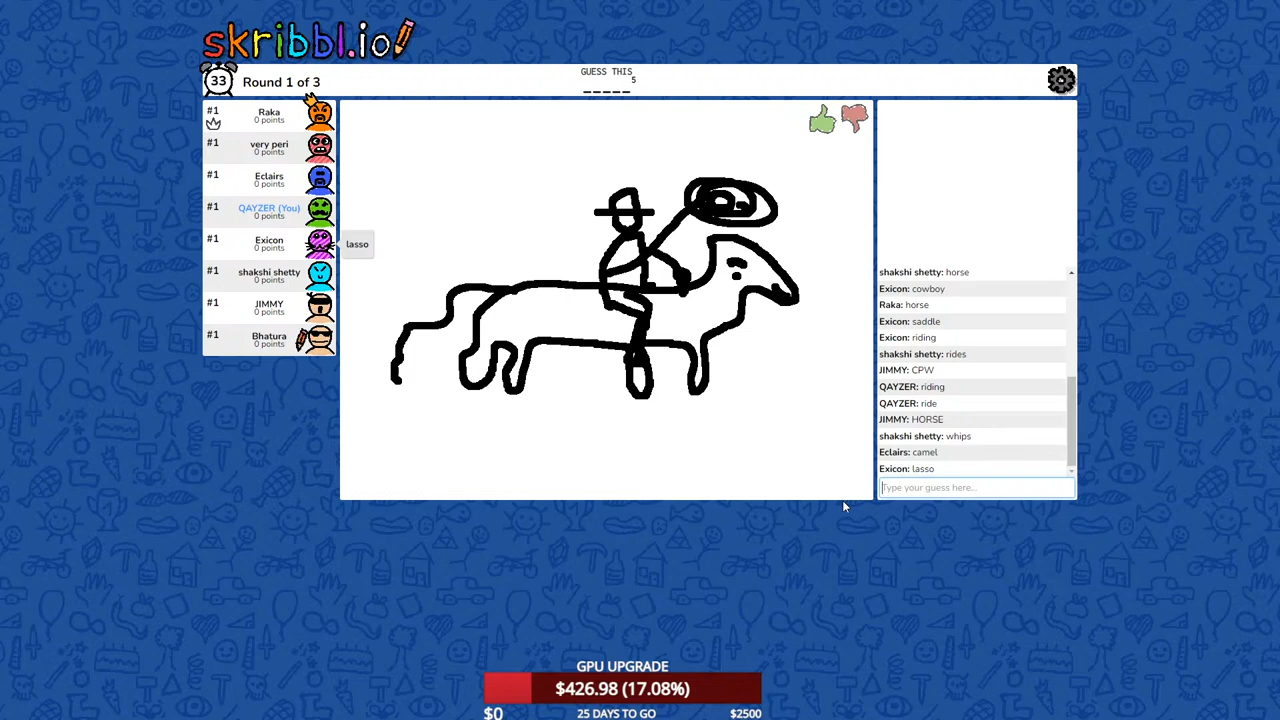 skribbl.io
33
Round 1 of 3
GUESS THIS
_____ 5
#1 Raka
0 points
#1 very peri
0 points
#1 Eclairs
0 points
#1 QAYZER (You)
0 points
#1 Exicon
0 points
lasso
#1 shakshi shetty
0 points
#1 JIMMY
0 points
#1 Bhatura
0 points
shakshi shetty: horse
Exicon: cowboy
Raka: horse
Exicon: saddle
Exicon: riding
shakshi shetty: rides
JIMMY: CPW
QAYZER: riding
QAYZER: ride
JIMMY: HORSE
shakshi shetty: whips
Eclairs: camel
Exicon: lasso
Type your guess here...
GPU UPGRADE
$426.98 (17.08%)
$0 25 DAYS TO GO $2500